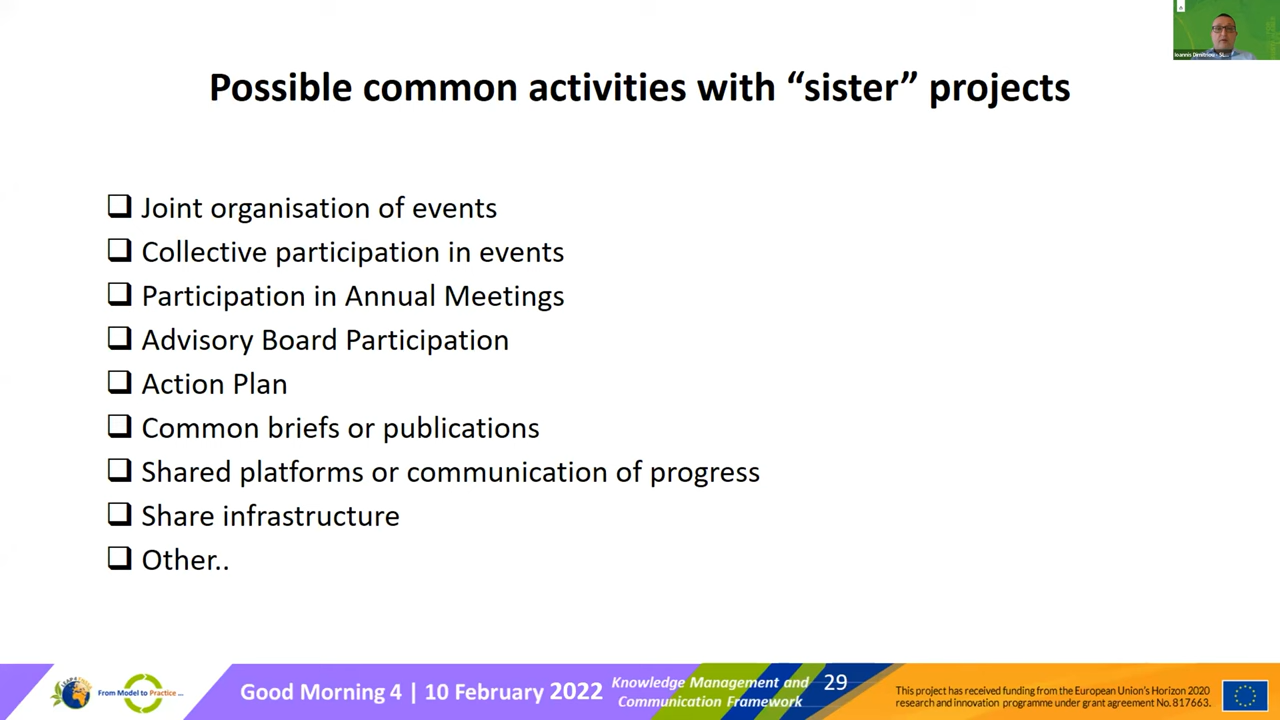 Possible common activities with “sister” projects
Joint organisation of events
Collective participation in events
Participation in Annual Meetings
Advisory Board Participation
Action Plan
Common briefs or publications
Shared platforms or communication of progress
Share infrastructure
Other..
From Model to Practice ...
Good Morning 4 | 10 February 2022
Knowledge Management and
Communication Framework
29
This project has received funding from the European Union's Horizon 2020
research and innovation programme under grant agreement No. 817663.